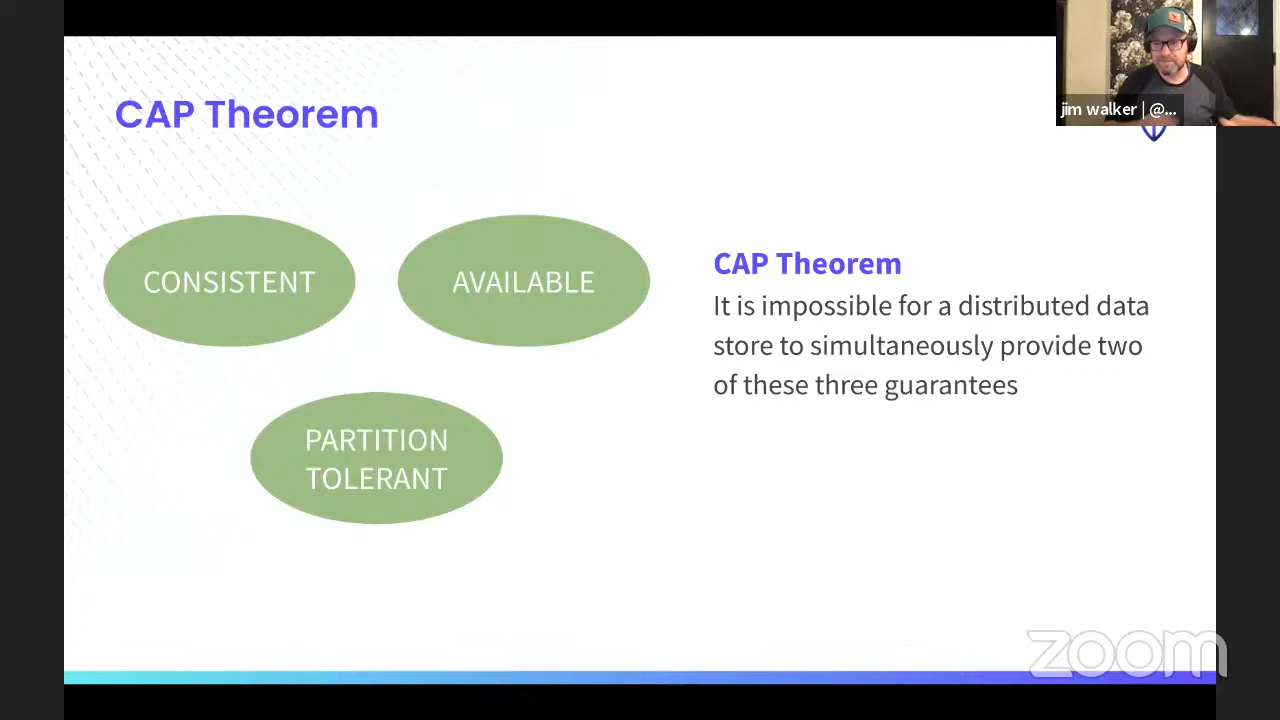 jim walker | @...
CAP Theorem
CONSISTENT
AVAILABLE
PARTITION
TOLERANT
CAP Theorem
It is impossible for a distributed data
store to simultaneously provide two
of these three guarantees
zoom